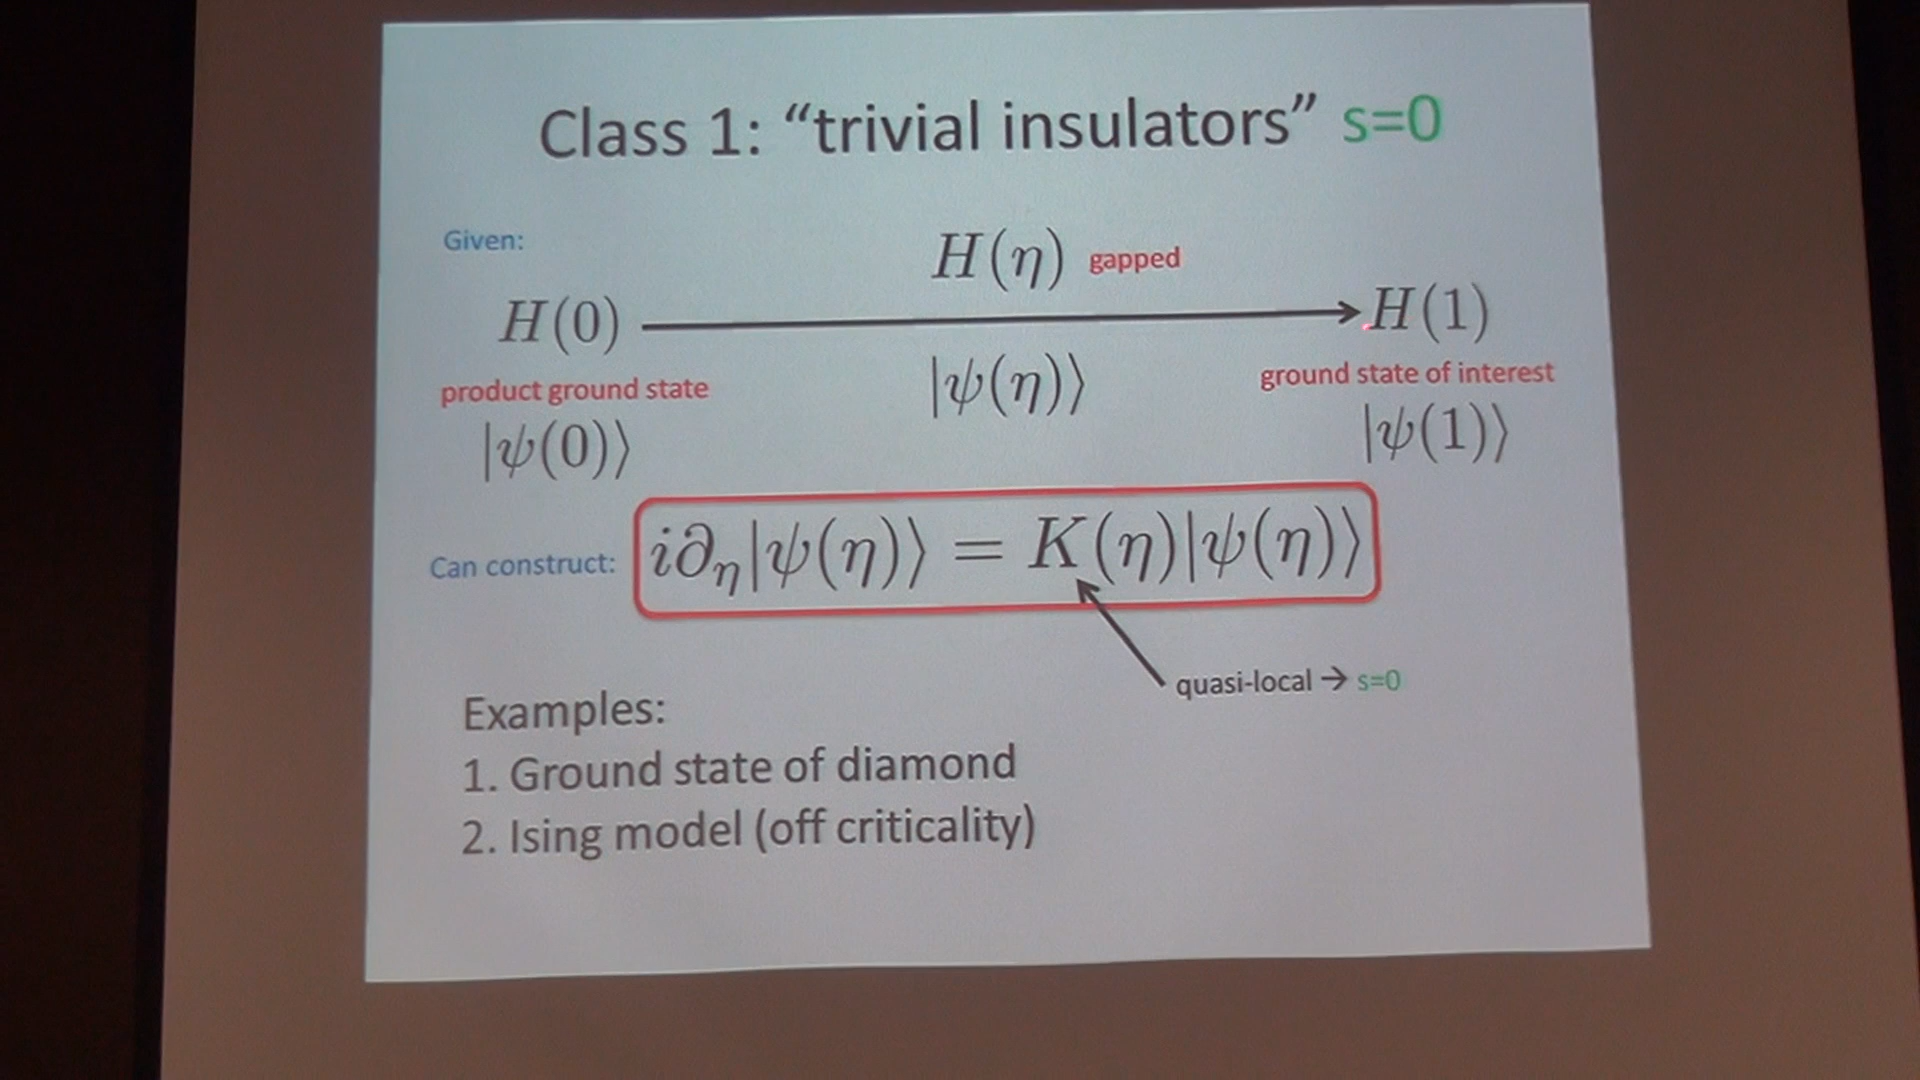 Class 1: “trivial insulators” s=0
Given:
H(η) gapped
H(0) → H(1)
product ground state
|ψ(η)⟩
ground state of interest
|ψ(0)⟩
|ψ(1)⟩
Can construct: i∂_η|ψ(η)⟩ = K(η)|ψ(η)⟩
quasi-local → s=0
Examples:
1. Ground state of diamond
2. Ising model (off criticality)